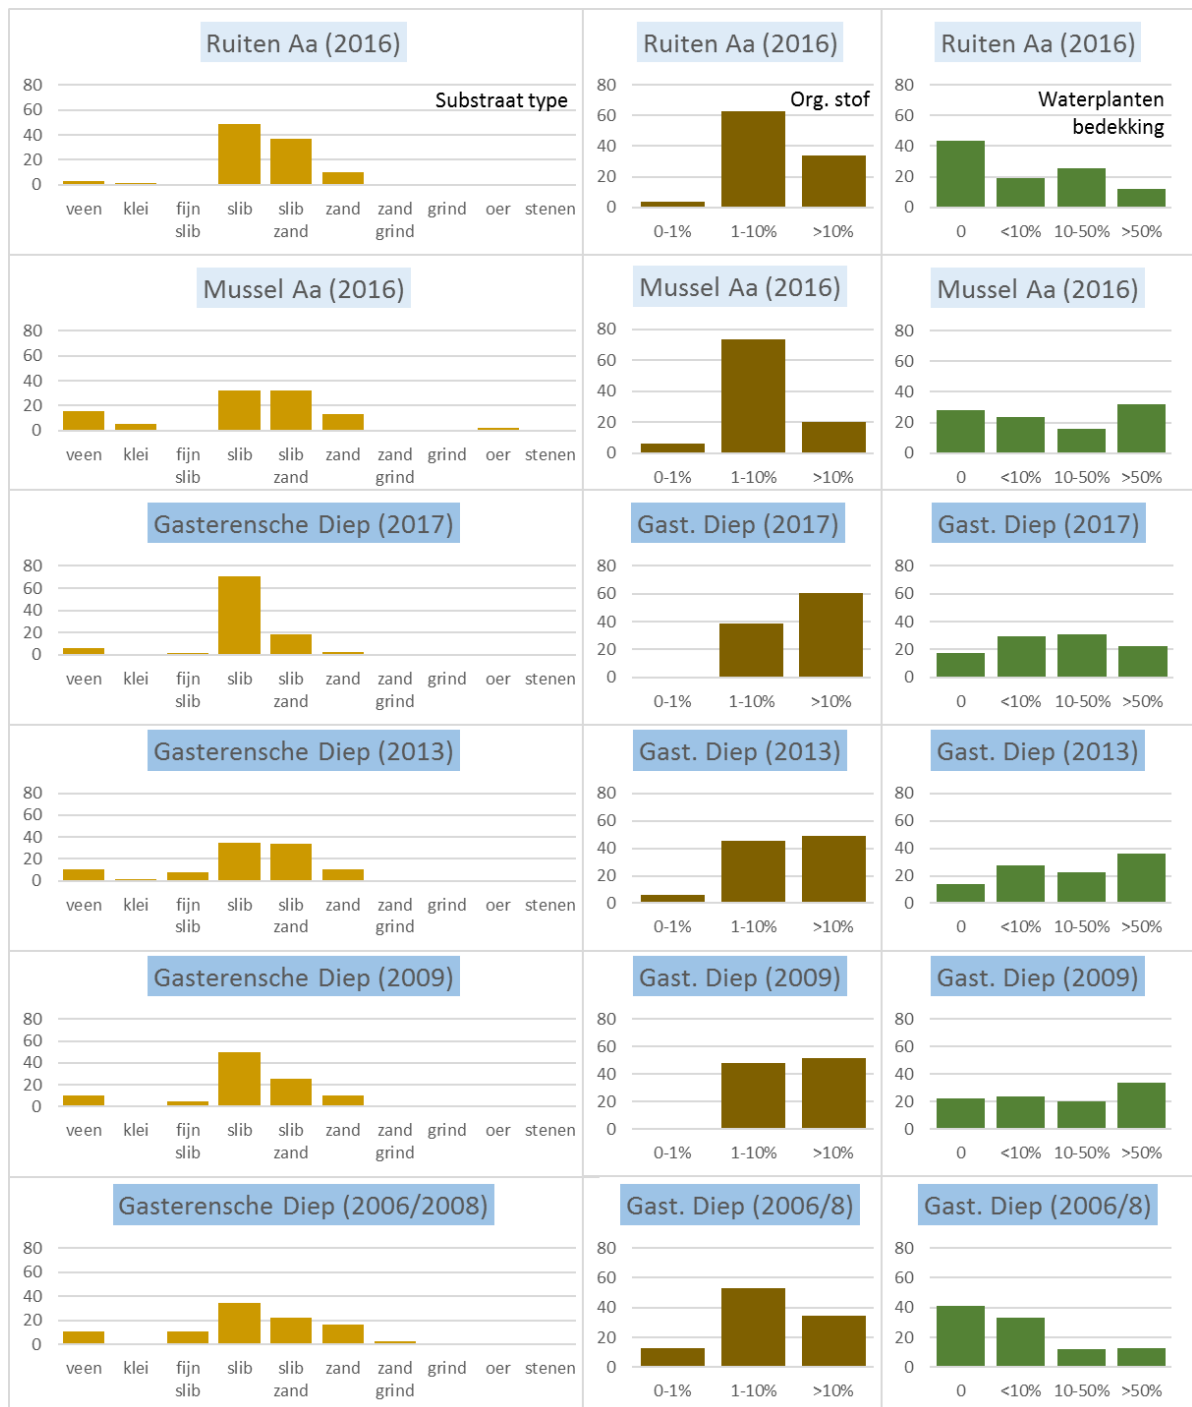 Ruiten Aa (2016)
Substraat type
80
60
40
20
0
veen klei fijn slib slib slib zand zand zand grind grind oer stenen
Ruiten Aa (2016)
Org. stof
80
60
40
20
0
0-1% 1-10% >10%
Ruiten Aa (2016)
Waterplanten
bedekking
80
60
40
20
0
0 <10% 10-50% >50%
Mussel Aa (2016)
80
60
40
20
0
veen klei fijn slib slib slib zand zand zand grind grind oer stenen
Mussel Aa (2016)
80
60
40
20
0
0-1% 1-10% >10%
Mussel Aa (2016)
80
60
40
20
0
0 <10% 10-50% >50%
Gasterensche Diep (2017)
80
60
40
20
0
veen klei fijn slib slib slib zand zand zand grind grind oer stenen
Gast. Diep (2017)
80
60
40
20
0
0-1% 1-10% >10%
Gast. Diep (2017)
80
60
40
20
0
0 <10% 10-50% >50%
Gasterensche Diep (2013)
80
60
40
20
0
veen klei fijn slib slib slib zand zand zand grind grind oer stenen
Gast. Diep (2013)
80
60
40
20
0
0-1% 1-10% >10%
Gast. Diep (2013)
80
60
40
20
0
0 <10% 10-50% >50%
Gasterensche Diep (2009)
80
60
40
20
0
veen klei fijn slib slib slib zand zand zand grind grind oer stenen
Gast. Diep (2009)
80
60
40
20
0
0-1% 1-10% >10%
Gast. Diep (2009)
80
60
40
20
0
0 <10% 10-50% >50%
Gasterensche Diep (2006/2008)
80
60
40
20
0
veen klei fijn slib slib slib zand zand zand grind grind oer stenen
Gast. Diep (2006/8)
80
60
40
20
0
0-1% 1-10% >10%
Gast. Diep (2006/8)
80
60
40
20
0
0 <10% 10-50% >50%